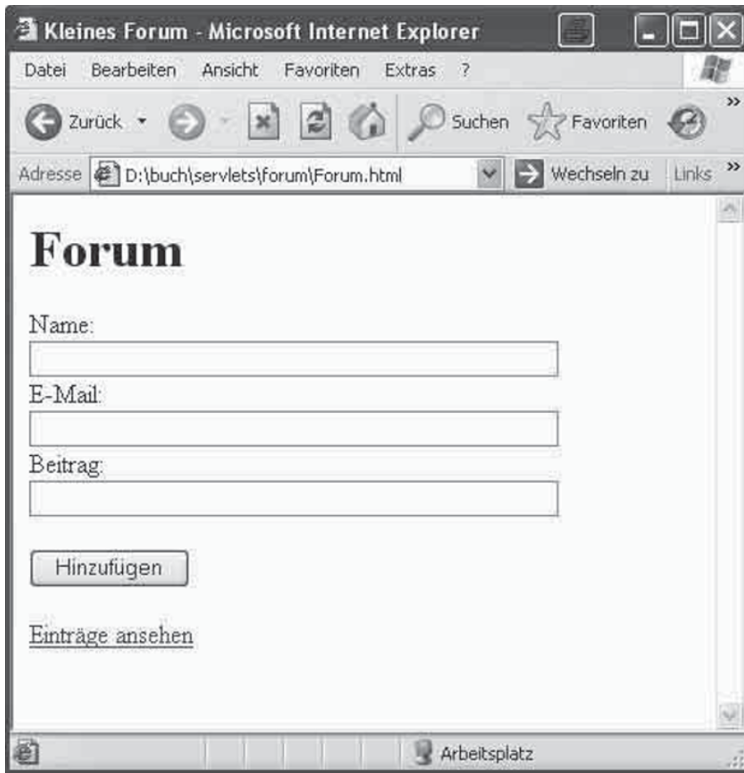 Kleines Forum - Microsoft Internet Explorer
Datei Bearbeiten Ansicht Favoriten Extras ?
Zurück Suchen Favoriten »
Adresse D:\buch\servlets\forum\Forum.html Wechseln zu Links »
Forum
Name:
E-Mail:
Beitrag:
Hinzufügen
Einträge ansehen
Arbeitsplatz